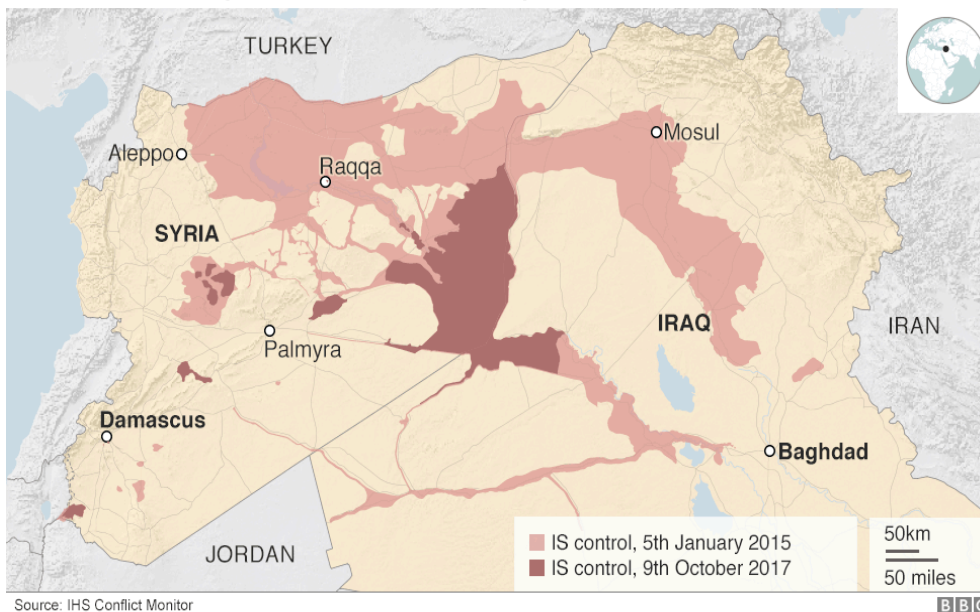 TURKEY
Mosul
Aleppo
Raqqa
SYRIA
IRAQ
IRAN
Palmyra
Damascus
Baghdad
JORDAN
IS control, 5th January 2015
IS control, 9th October 2017
50km
50 miles
Source: IHS Conflict Monitor
BBC